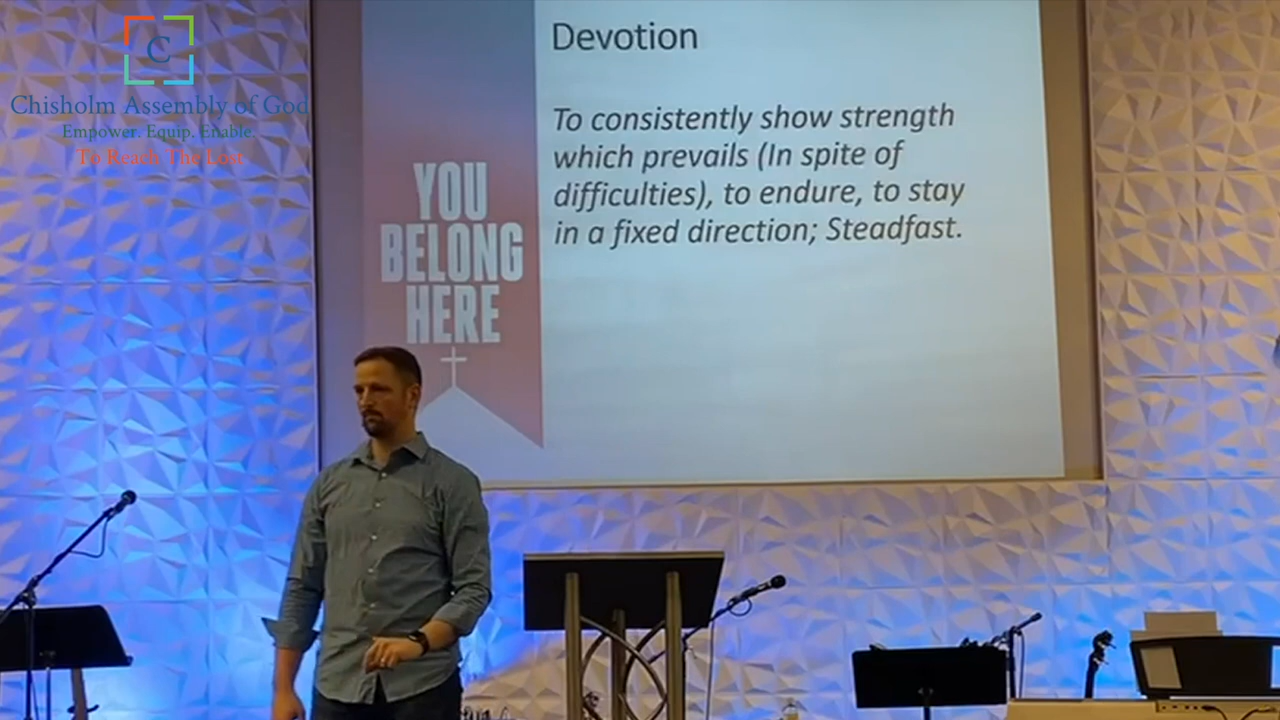 C
Chisholm Assembly of God
Empower. Equip. Enable.
To Reach The Lost
Devotion
To consistently show strength
which prevails (In spite of
difficulties), to endure, to stay
in a fixed direction; Steadfast.
YOU
BELONG
HERE